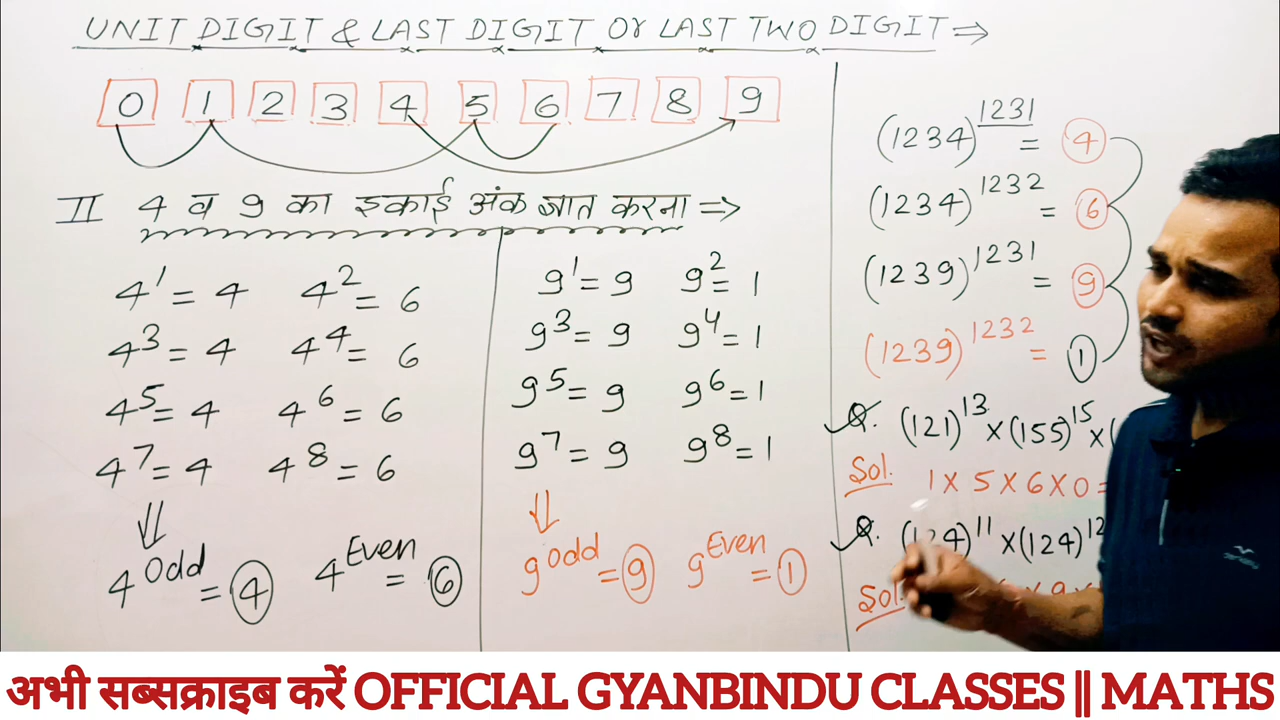 UNIT DIGIT & LAST DIGIT Or LAST TWO DIGIT ⇒
0 1 2 3 4 5 6 7 8 9
II 4 व 9 का इकाई अंक ज्ञात करना ⇒
4¹ = 4 4² = 6
4³ = 4 4⁴ = 6
4⁵ = 4 4⁶ = 6
4⁷ = 4 4⁸ = 6
4^Odd = 4 4^Even = 6
9¹ = 9 9² = 1
9³ = 9 9⁴ = 1
9⁵ = 9 9⁶ = 1
9⁷ = 9 9⁸ = 1
9^Odd = 9 9^Even = 1
(1234)^1231 = 4
(1234)^1232 = 6
(1239)^1231 = 9
(1239)^1232 = 1
Q. (121)^13 × (155)^15 × (
Sol. 1 × 5 × 6 × 0 =
Q. (124)^11 × (124)^12
Sol.
अभी सब्सक्राइब करें OFFICIAL GYANBINDU CLASSES || MATHS